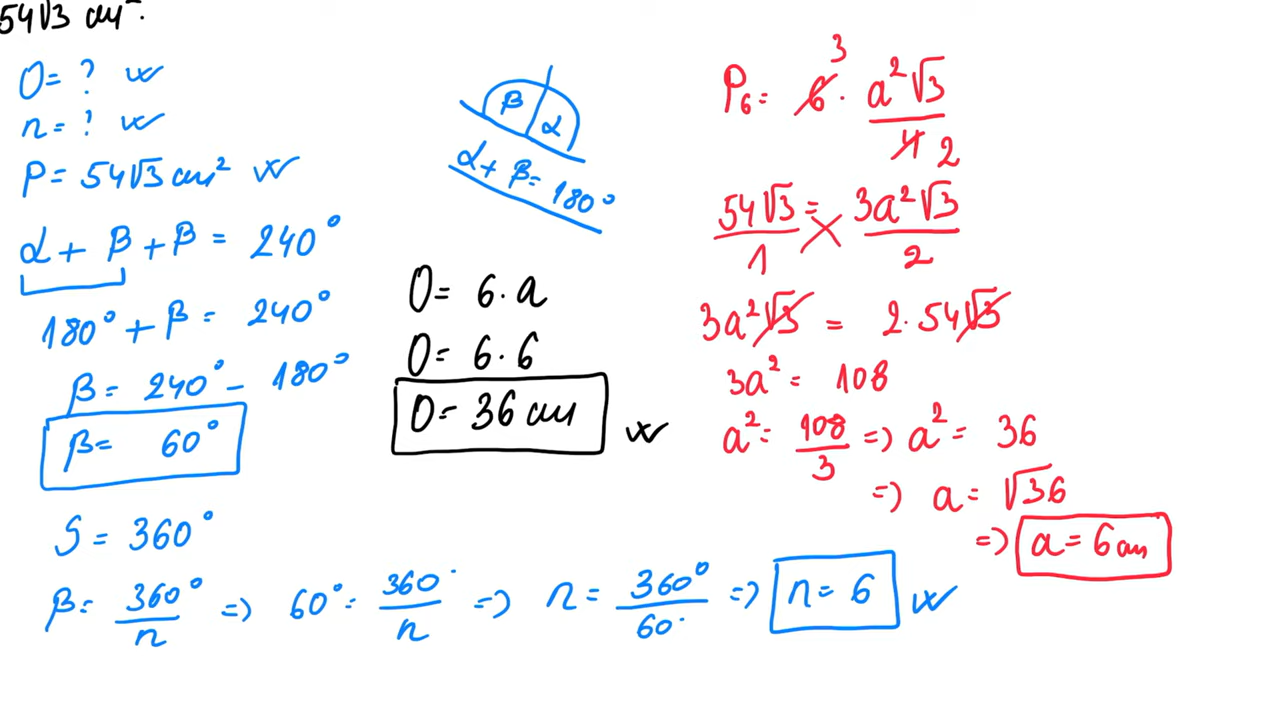 54√3 cm².
O = ? w
n = ? w
P = 54√3 cm² w
α + β + β = 240°
180° + β = 240°
β = 240° - 180°
β = 60°
S = 360°
β = 360°/n => 60° = 360°/n => n = 360°/60° => n = 6 w
β α
α + β = 180°
O = 6 · a
O = 6 · 6
O = 36 cm w
3
P₆ = 6 · a²√3/4 2
54√3/1 = 3a²√3/2
3a²√3 = 2 · 54√3
3a² = 108
a² = 108/3 => a² = 36
=> a = √36
=> a = 6 cm